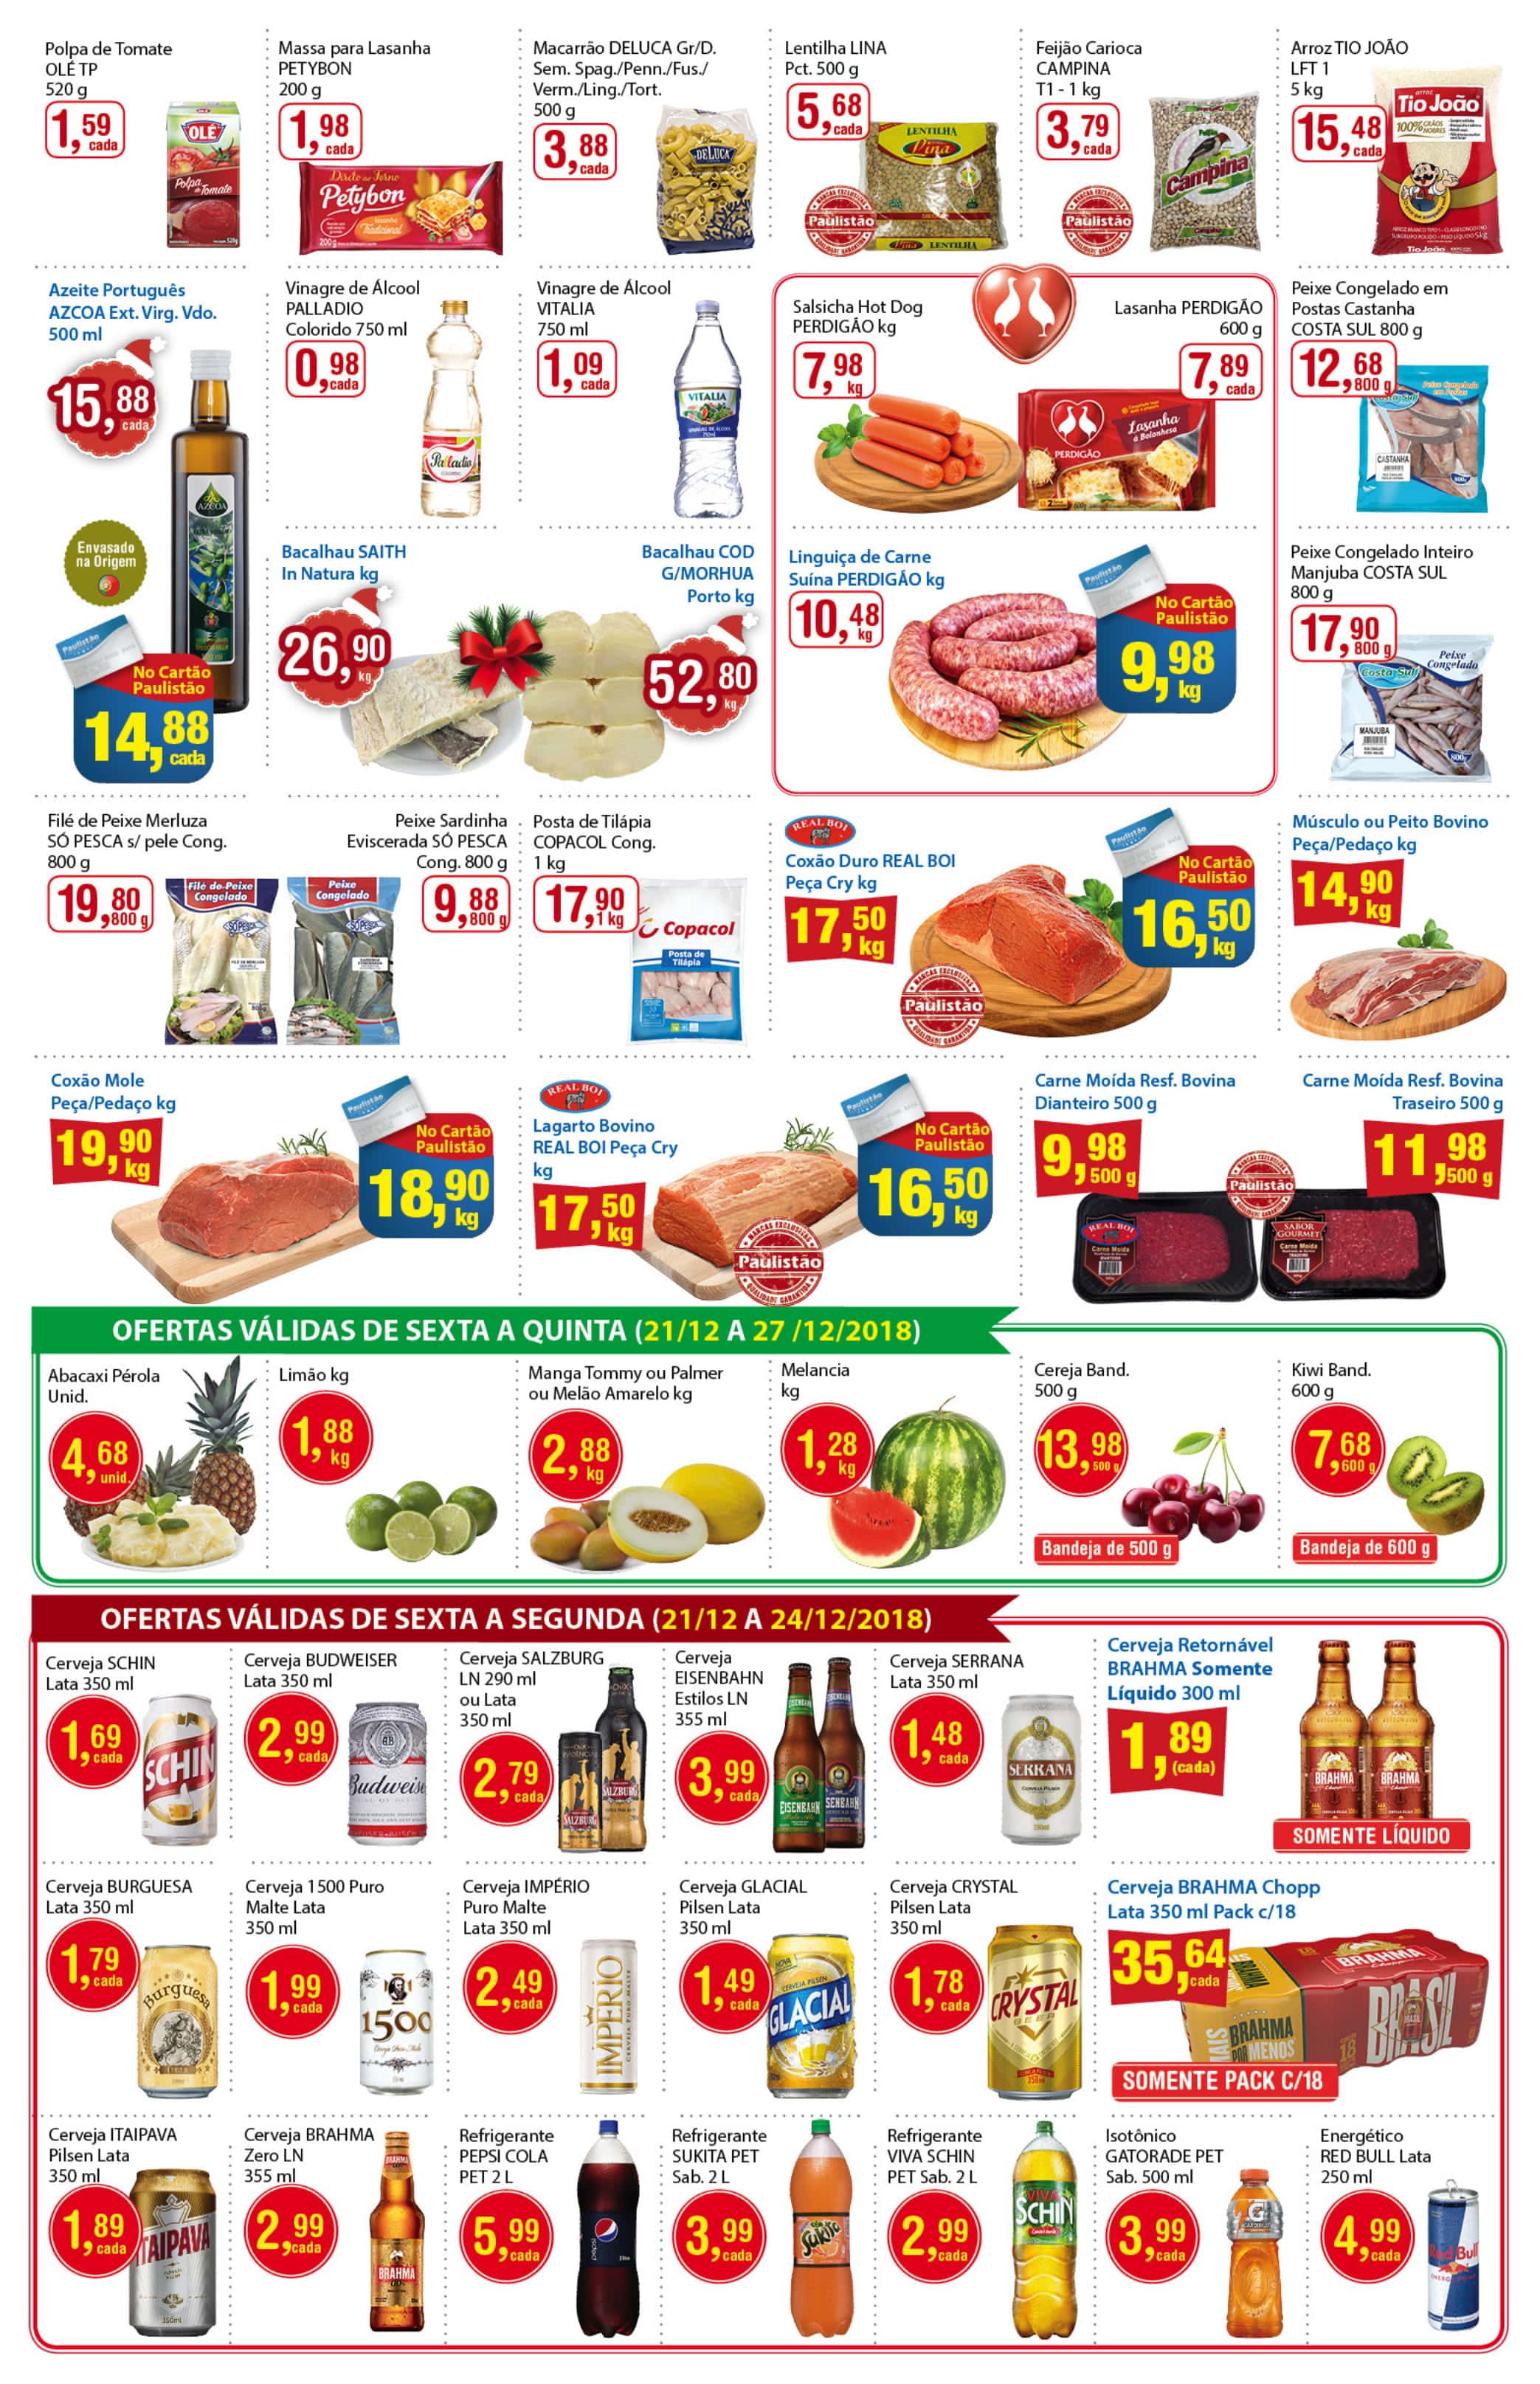 Polpa de Tomate
OLÉ TP
520 g
1,59
cada
Massa para Lasanha
PETYBON
200 g
1,98
cada
Macarrão DELUCA Gr/D.
Sem. Spag./Penn./Fus./
Verm./Ling./Tort.
500 g
3,88
cada
Lentilha LINA
Pct. 500 g
5,68
cada
Paulistão
Feijão Carioca
CAMPINA
T1 - 1 kg
3,79
cada
Paulistão
Arroz TIO JOÃO
LFT 1
5 kg
15,48
cada
Azeite Português
AZCOA Ext. Virg. Vdo.
500 ml
15,88
cada
Envasado
na Origem
No Cartão
Paulistão
14,88
cada
Vinagre de Álcool
PALLADIO
Colorido 750 ml
0,98
cada
Vinagre de Álcool
VITALIA
750 ml
1,09
cada
Salsicha Hot Dog
PERDIGÃO kg
7,98
kg
Lasanha PERDIGÃO
600 g
7,89
cada
Peixe Congelado em
Postas Castanha
COSTA SUL 800 g
12,68
800 g
Bacalhau SAITH
In Natura kg
26,90
kg
Bacalhau COD
G/MORHUA
Porto kg
52,80
kg
Linguiça de Carne
Suína PERDIGÃO kg
10,48
kg
No Cartão
Paulistão
9,98
kg
Peixe Congelado Inteiro
Manjuba COSTA SUL
800 g
17,90
800 g
Filé de Peixe Merluza
SÓ PESCA s/ pele Cong.
800 g
19,80
800 g
Peixe Sardinha
Eviscerada SÓ PESCA
Cong. 800 g
9,88
800 g
Posta de Tilápia
COPACOL Cong.
1 kg
17,90
1 kg
REAL BOI
Coxão Duro REAL BOI
Peça Cry kg
17,50
kg
No Cartão
Paulistão
16,50
kg
Paulistão
Músculo ou Peito Bovino
Peça/Pedaço kg
14,90
kg
Coxão Mole
Peça/Pedaço kg
19,90
kg
No Cartão
Paulistão
18,90
kg
REAL BOI
Lagarto Bovino
REAL BOI Peça Cry
kg
17,50
kg
No Cartão
Paulistão
16,50
kg
Paulistão
Carne Moída Resf. Bovina
Dianteiro 500 g
9,98
500 g
Paulistão
Carne Moída Resf. Bovina
Traseiro 500 g
11,98
500 g
OFERTAS VÁLIDAS DE SEXTA A QUINTA (21/12 A 27 /12/2018)
Abacaxi Pérola
Unid.
4,68
unid.
Limão kg
1,88
kg
Manga Tommy ou Palmer
ou Melão Amarelo kg
2,88
kg
Melancia
kg
1,28
kg
Cereja Band.
500 g
13,98
500 g
Bandeja de 500 g
Kiwi Band.
600 g
7,68
600 g
Bandeja de 600 g
OFERTAS VÁLIDAS DE SEXTA A SEGUNDA (21/12 A 24/12/2018)
Cerveja SCHIN
Lata 350 ml
1,69
cada
Cerveja BUDWEISER
Lata 350 ml
2,99
cada
Cerveja SALZBURG
LN 290 ml
ou Lata
350 ml
2,79
cada
Cerveja
EISENBAHN
Estilos LN
355 ml
3,99
cada
Cerveja SERRANA
Lata 350 ml
1,48
cada
Cerveja Retornável
BRAHMA Somente
Líquido 300 ml
1,89
(cada)
SOMENTE LÍQUIDO
Cerveja BURGUESA
Lata 350 ml
1,79
cada
Cerveja 1500 Puro
Malte Lata
350 ml
1,99
cada
Cerveja IMPÉRIO
Puro Malte
Lata 350 ml
2,49
cada
Cerveja GLACIAL
Pilsen Lata
350 ml
1,49
cada
Cerveja CRYSTAL
Pilsen Lata
350 ml
1,78
cada
Cerveja BRAHMA Chopp
Lata 350 ml Pack c/18
35,64
cada
SOMENTE PACK C/18
Cerveja ITAIPAVA
Pilsen Lata
350 ml
1,89
cada
Cerveja BRAHMA
Zero LN
355 ml
2,99
cada
Refrigerante
PEPSI COLA
PET 2 L
5,99
cada
Refrigerante
SUKITA PET
Sab. 2 L
3,99
cada
Refrigerante
VIVA SCHIN
PET Sab. 2 L
2,99
cada
Isotônico
GATORADE PET
Sab. 500 ml
3,99
cada
Energético
RED BULL Lata
250 ml
4,99
cada